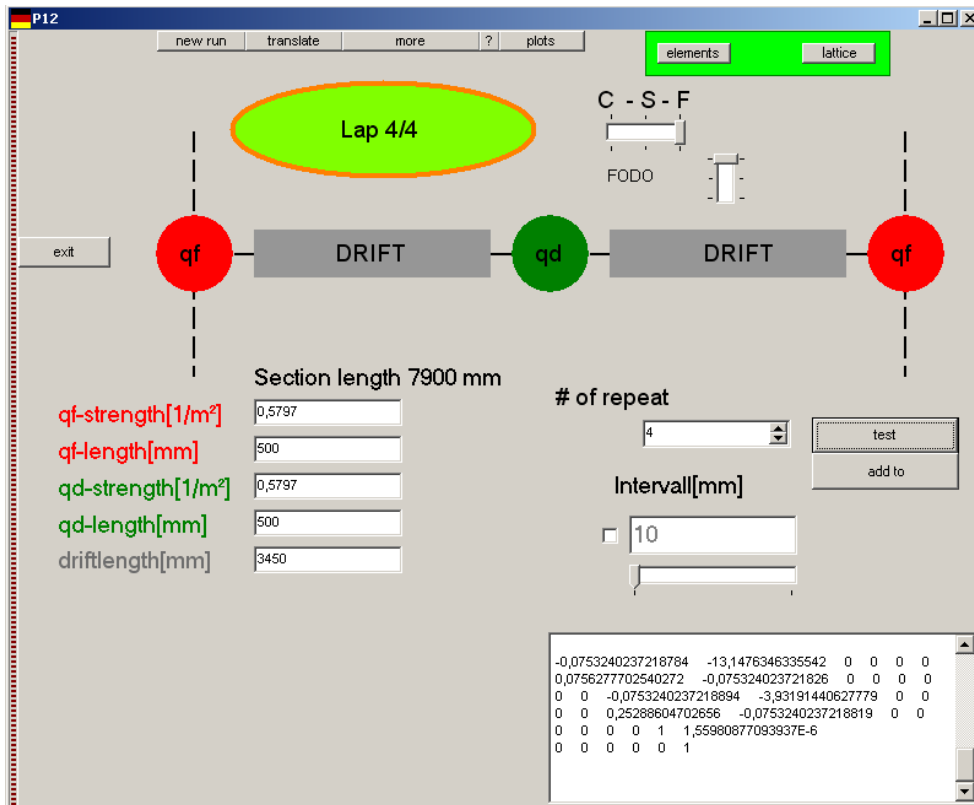 P12
new run translate more ? plots
elements lattice
C - S - F
Lap 4/4
FODO
exit qf DRIFT qd DRIFT qf
Section length 7900 mm
# of repeat
qf-strength[1/m²] 0,5797
4
test
qf-length[mm] 500
add to
qd-strength[1/m²] 0,5797
Intervall[mm]
qd-length[mm] 500
10
driftlength[mm] 3450
-0,0753240237218784 -13,1476346335542 0 0 0 0
0,0756277702540272 -0,075324023721826 0 0 0 0
0 0 -0,0753240237218894 -3,93191440627779 0 0
0 0 0,25288604702656 -0,0753240237218819 0 0
0 0 0 0 1 1,55980877093937E-6
0 0 0 0 0 1